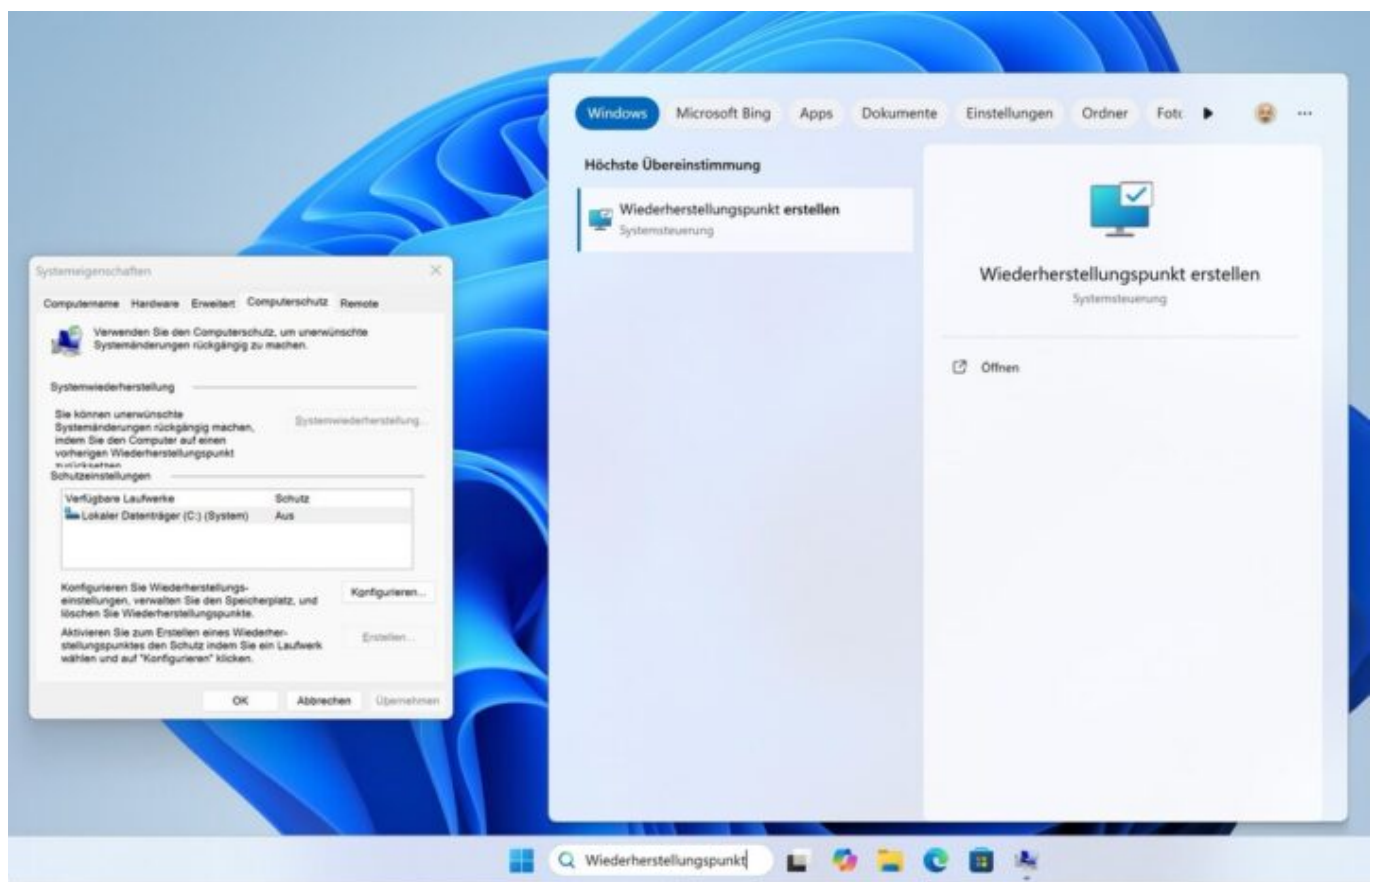 Windows Microsoft Bing Apps Dokumente Einstellungen Ordner Foto ...
Höchste Übereinstimmung
Wiederherstellungspunkt erstellen
Systemsteuerung
Wiederherstellungspunkt erstellen
Systemsteuerung
Öffnen
Systemeigenschaften
Computername Hardware Erweitert Computerschutz Remote
Verwenden Sie den Computerschutz, um unerwünschte
Systemänderungen rückgängig zu machen.
Systemwiederherstellung
Sie können unerwünschte
Systemänderungen rückgängig machen,
indem Sie den Computer auf einen
vorherigen Wiederherstellungspunkt
zurücksetzen
Systemwiederherstellung...
Schutzeinstellungen
Verfügbare Laufwerke Schutz
Lokaler Datenträger (C:) (System) Aus
Konfigurieren Sie Wiederherstellungs-
einstellungen, verwalten Sie den Speicherplatz, und
löschen Sie Wiederherstellungspunkte.
Konfigurieren...
Aktivieren Sie zum Erstellen eines Wiederher-
stellungspunktes den Schutz indem Sie ein Laufwerk
wählen und auf "Konfigurieren" klicken.
Erstellen...
OK Abbrechen Übernehmen
Wiederherstellungspunkt